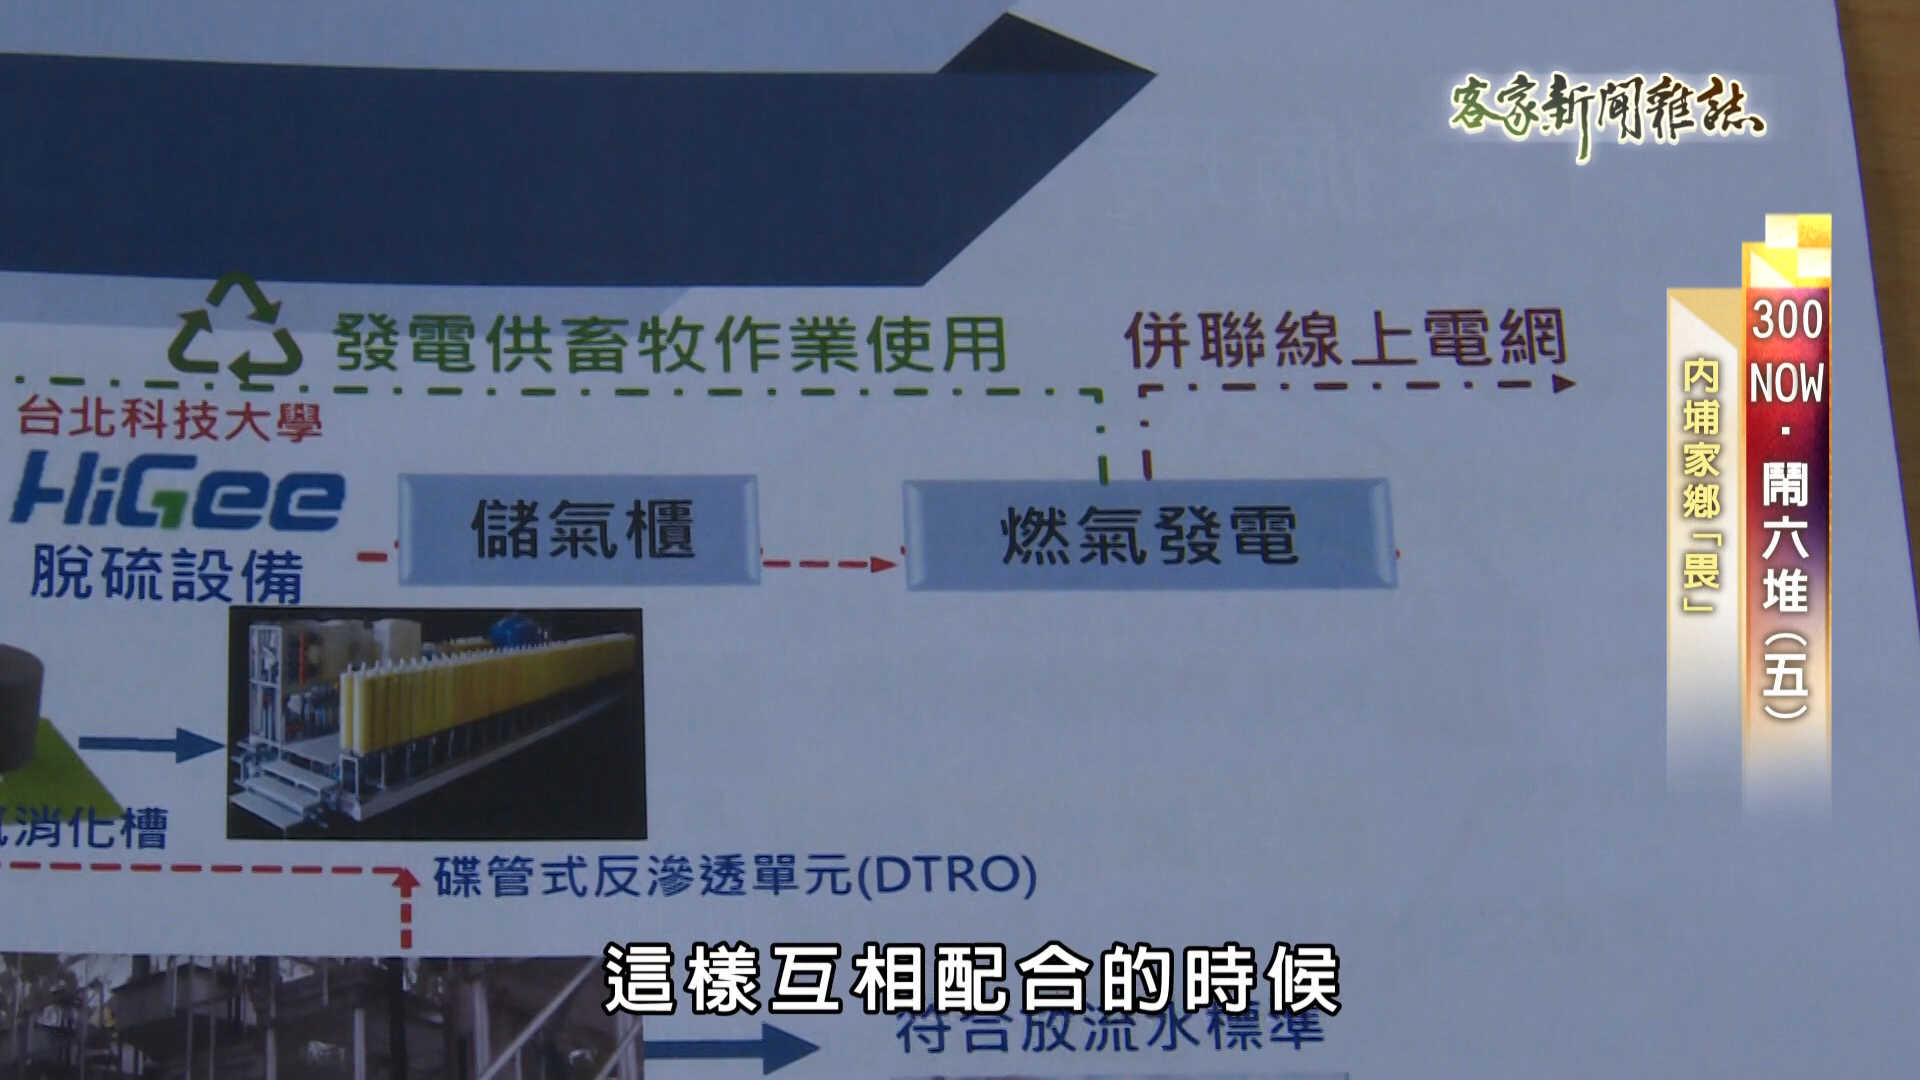 客家新聞雜誌
300
NOW
·
鬧六堆(五)
內埔家鄉「畏」
發電供畜牧作業使用
併聯線上電網
台北科技大學
HiGee
脫硫設備
儲氣櫃
燃氣發電
消化槽
碟管式反滲透單元(DTRO)
這樣互相配合的時候
符合放流水標準